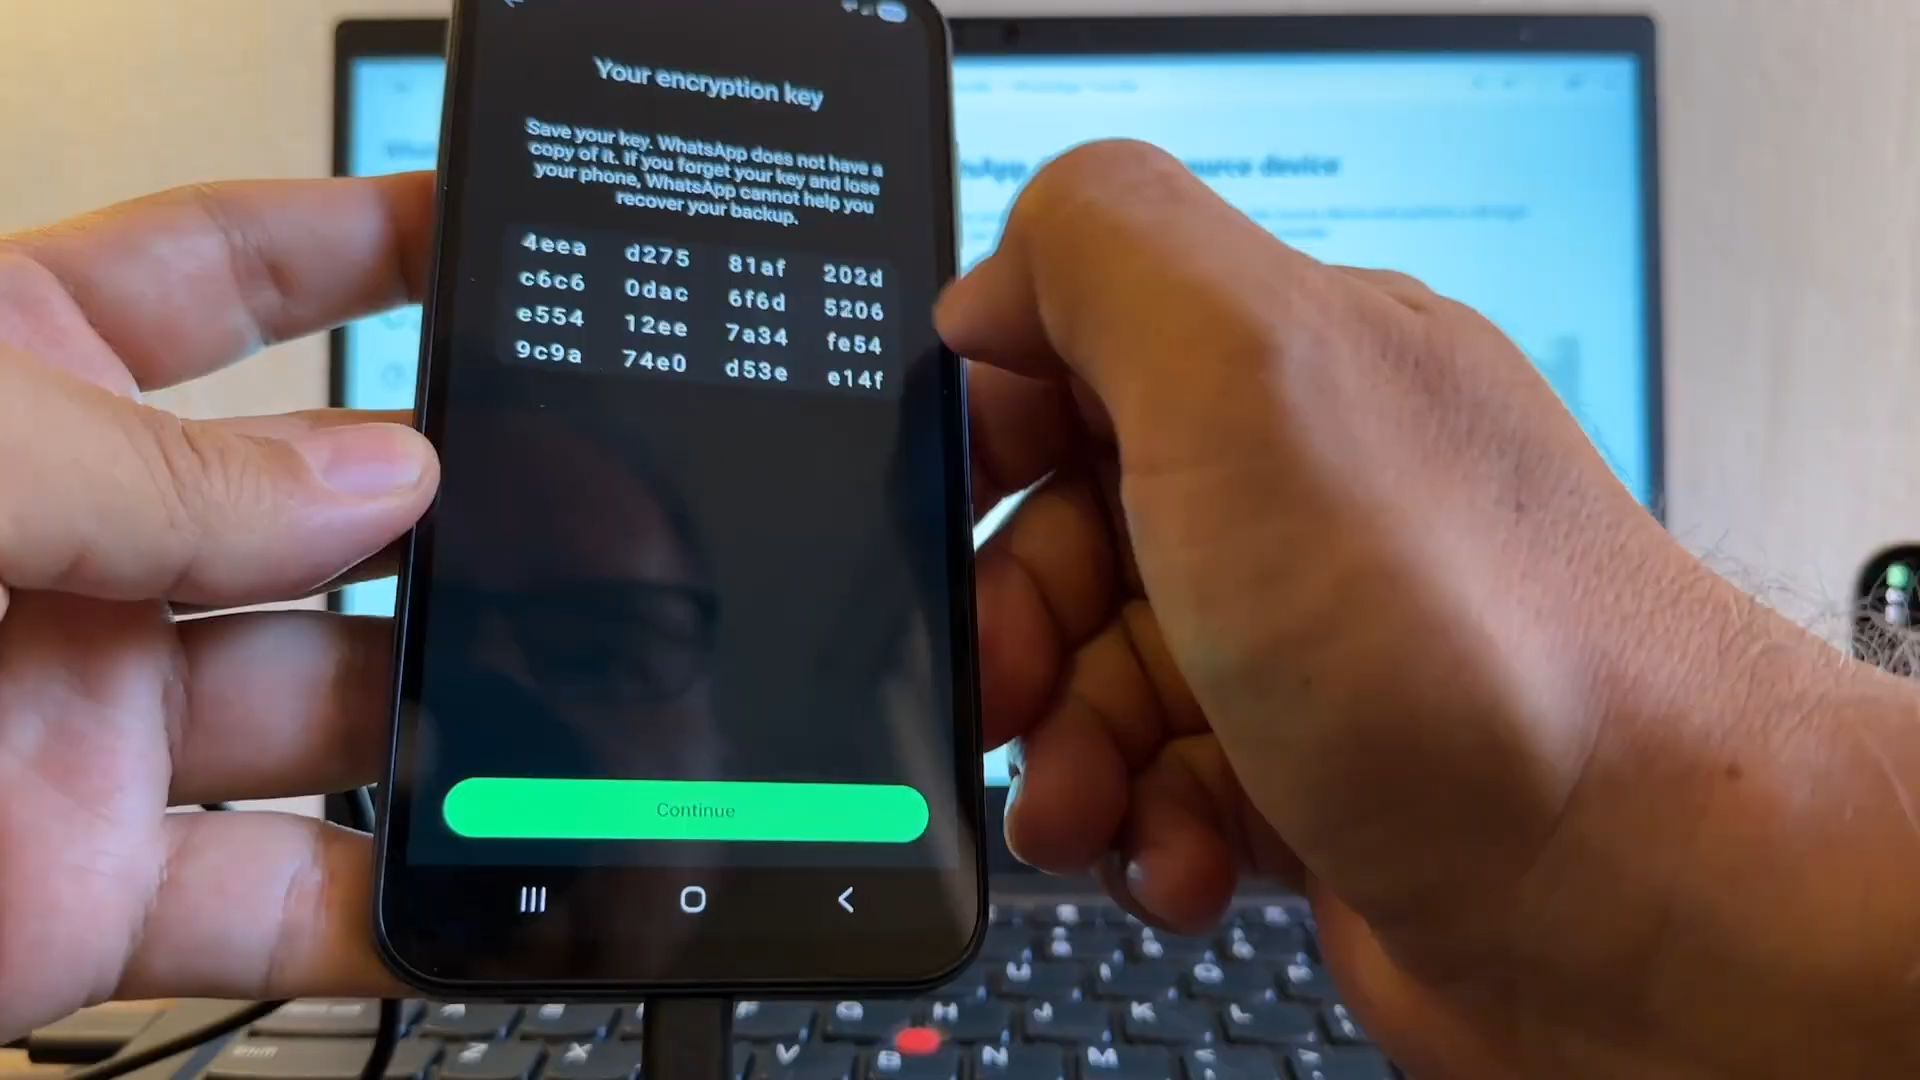 Your encryption key
Save your key. WhatsApp does not have a
copy of it. If you forget your key and lose
your phone, WhatsApp cannot help you
recover your backup.
4eea d275 81af 202d
c6c6 0dac 6f6d 5206
e554 12ee 7a34 fe54
9c9a 74e0 d53e e14f
Continue
device
U I O
F G H J K L
Z X V B N M